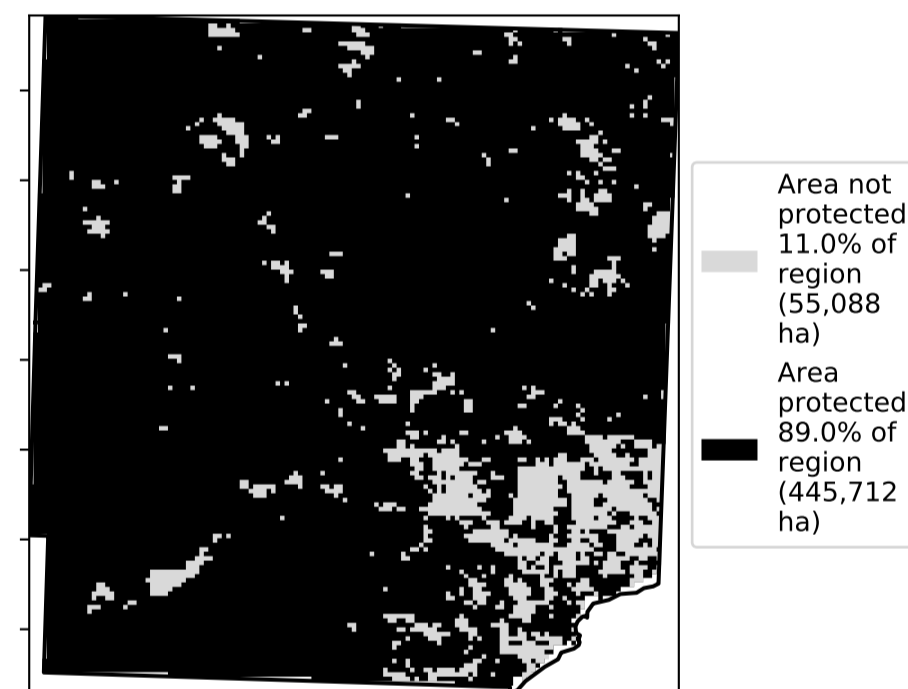 Area not
protected
11.0% of
region
(55,088
ha)
Area
protected
89.0% of
region
(445,712
ha)